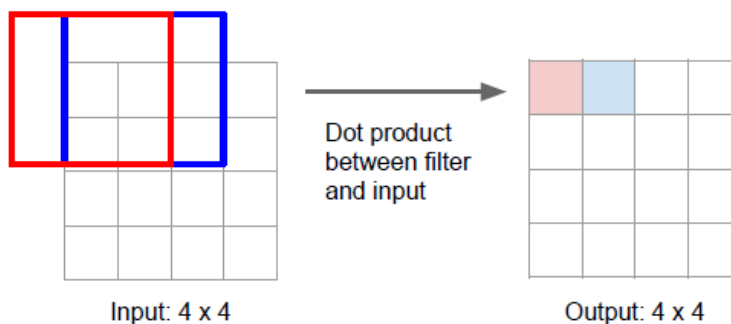 Dot product
between filter
and input
Input: 4 x 4
Output: 4 x 4